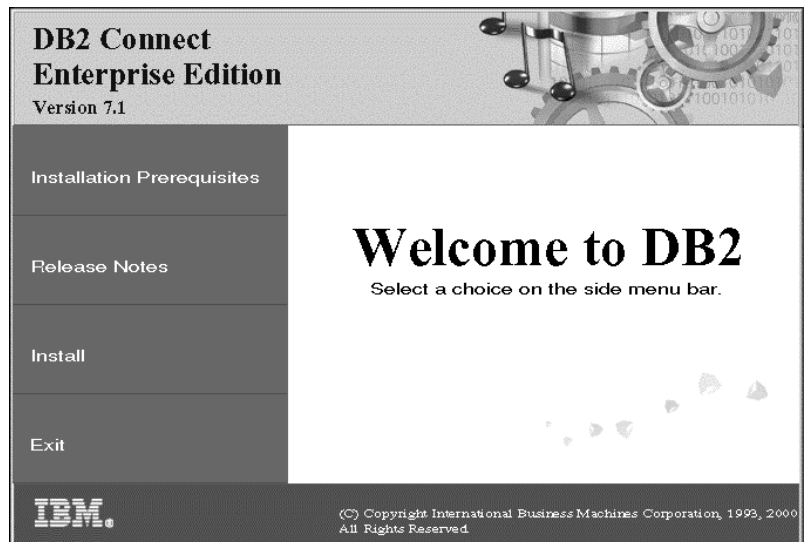 DB2 Connect
Enterprise Edition
Version 7.1
Installation Prerequisites
Release Notes
Install
Exit
Welcome to DB2
Select a choice on the side menu bar.
IBM.
(C) Copyright International Business Machines Corporation, 1993, 2000
All Rights Reserved